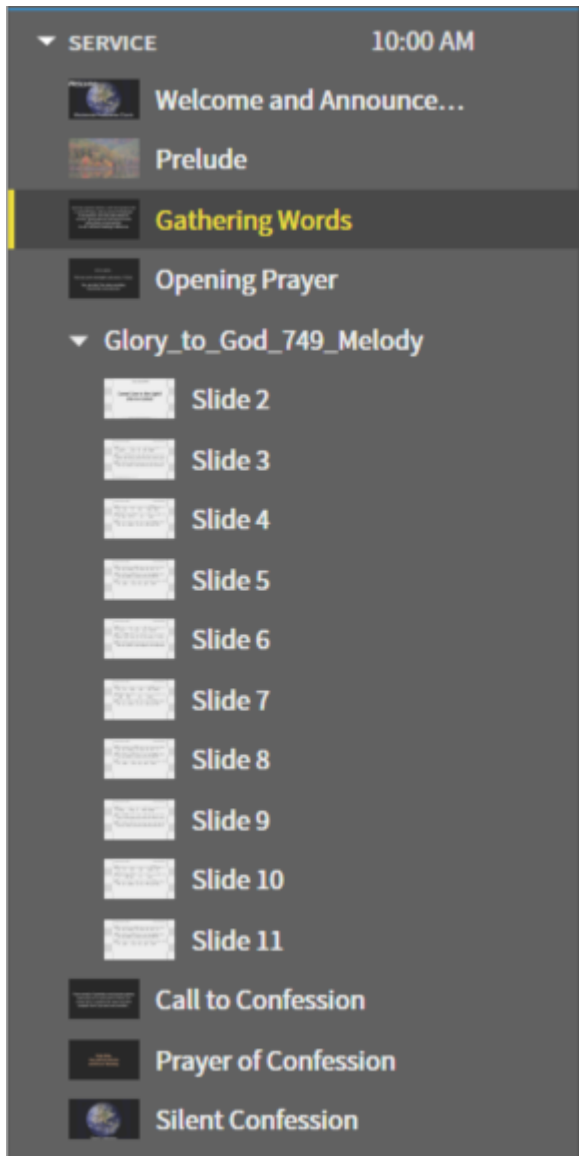 SERVICE 10:00 AM
Welcome and Announce...
Prelude
Gathering Words
Opening Prayer
Glory_to_God_749_Melody
Slide 2
Slide 3
Slide 4
Slide 5
Slide 6
Slide 7
Slide 8
Slide 9
Slide 10
Slide 11
Call to Confession
Prayer of Confession
Silent Confession